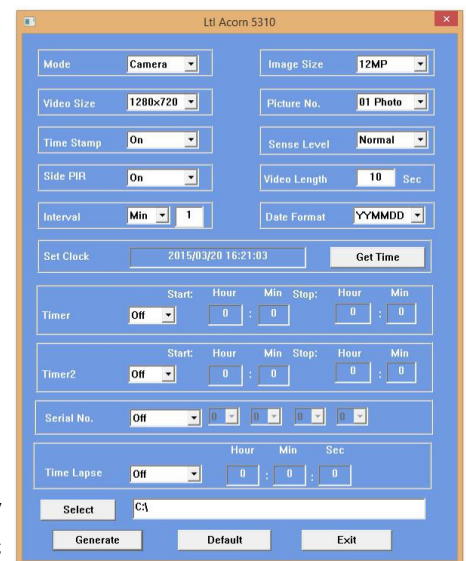 Ltl Acorn 5310
Mode Camera Image Size 12MP
Video Size 1280x720 Picture No. 01 Photo
Time Stamp On Sense Level Normal
Side PIR On Video Length 10 Sec
Interval Min 1 Date Format YYMMDD
Set Clock 2015/03/20 16:21:03 Get Time
Start: Hour Min Stop: Hour Min
Timer Off 0 : 0 0 : 0
Start: Hour Min Stop: Hour Min
Timer2 Off 0 : 0 0 : 0
Serial No. Off 0 0 0 0
Hour Min Sec
Time Lapse Off 0 : 0 : 0
Select C:\
Generate Default Exit